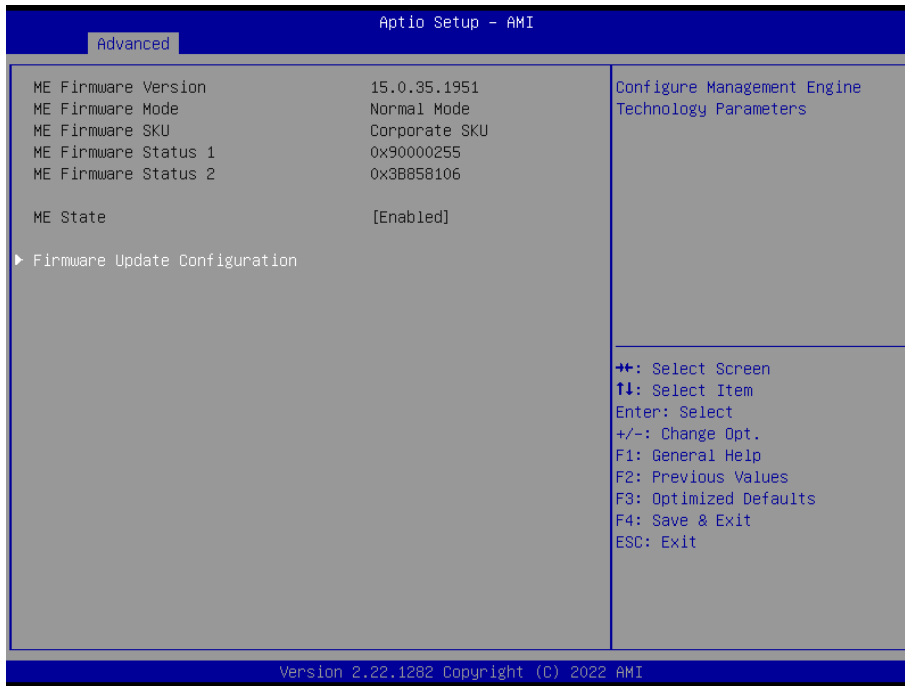 Aptio Setup – AMI
Advanced
ME Firmware Version 15.0.35.1951
ME Firmware Mode Normal Mode
ME Firmware SKU Corporate SKU
ME Firmware Status 1 0x90000255
ME Firmware Status 2 0x3B858106
ME State [Enabled]
▶ Firmware Update Configuration
Configure Management Engine
Technology Parameters
→←: Select Screen
↑↓: Select Item
Enter: Select
+/-: Change Opt.
F1: General Help
F2: Previous Values
F3: Optimized Defaults
F4: Save & Exit
ESC: Exit
Version 2.22.1282 Copyright (C) 2022 AMI